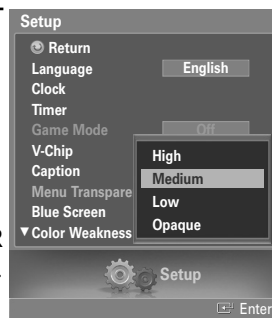 Setup
Return
Language English
Clock
Timer
Game Mode Off
V-Chip
Caption
Menu Transpare
Blue Screen
▼Color Weakness
High
Medium
Low
Opaque
R
Setup
Enter